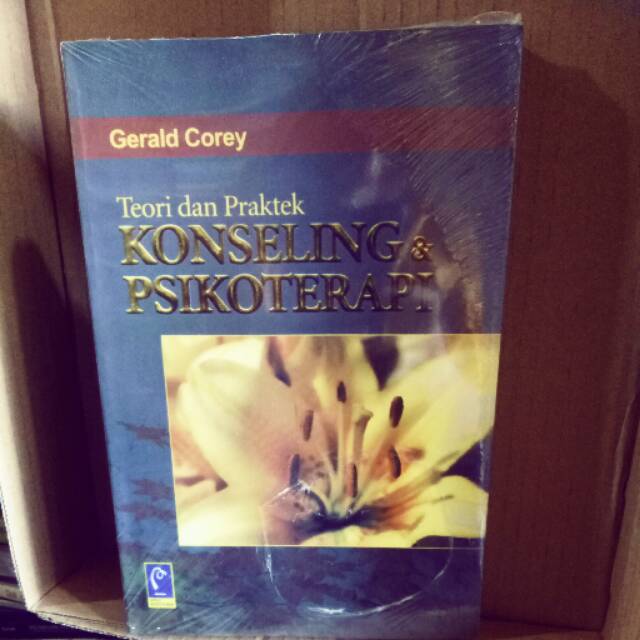 Gerald Corey
Teori dan Praktek
KONSELING &
PSIKOTERAPI